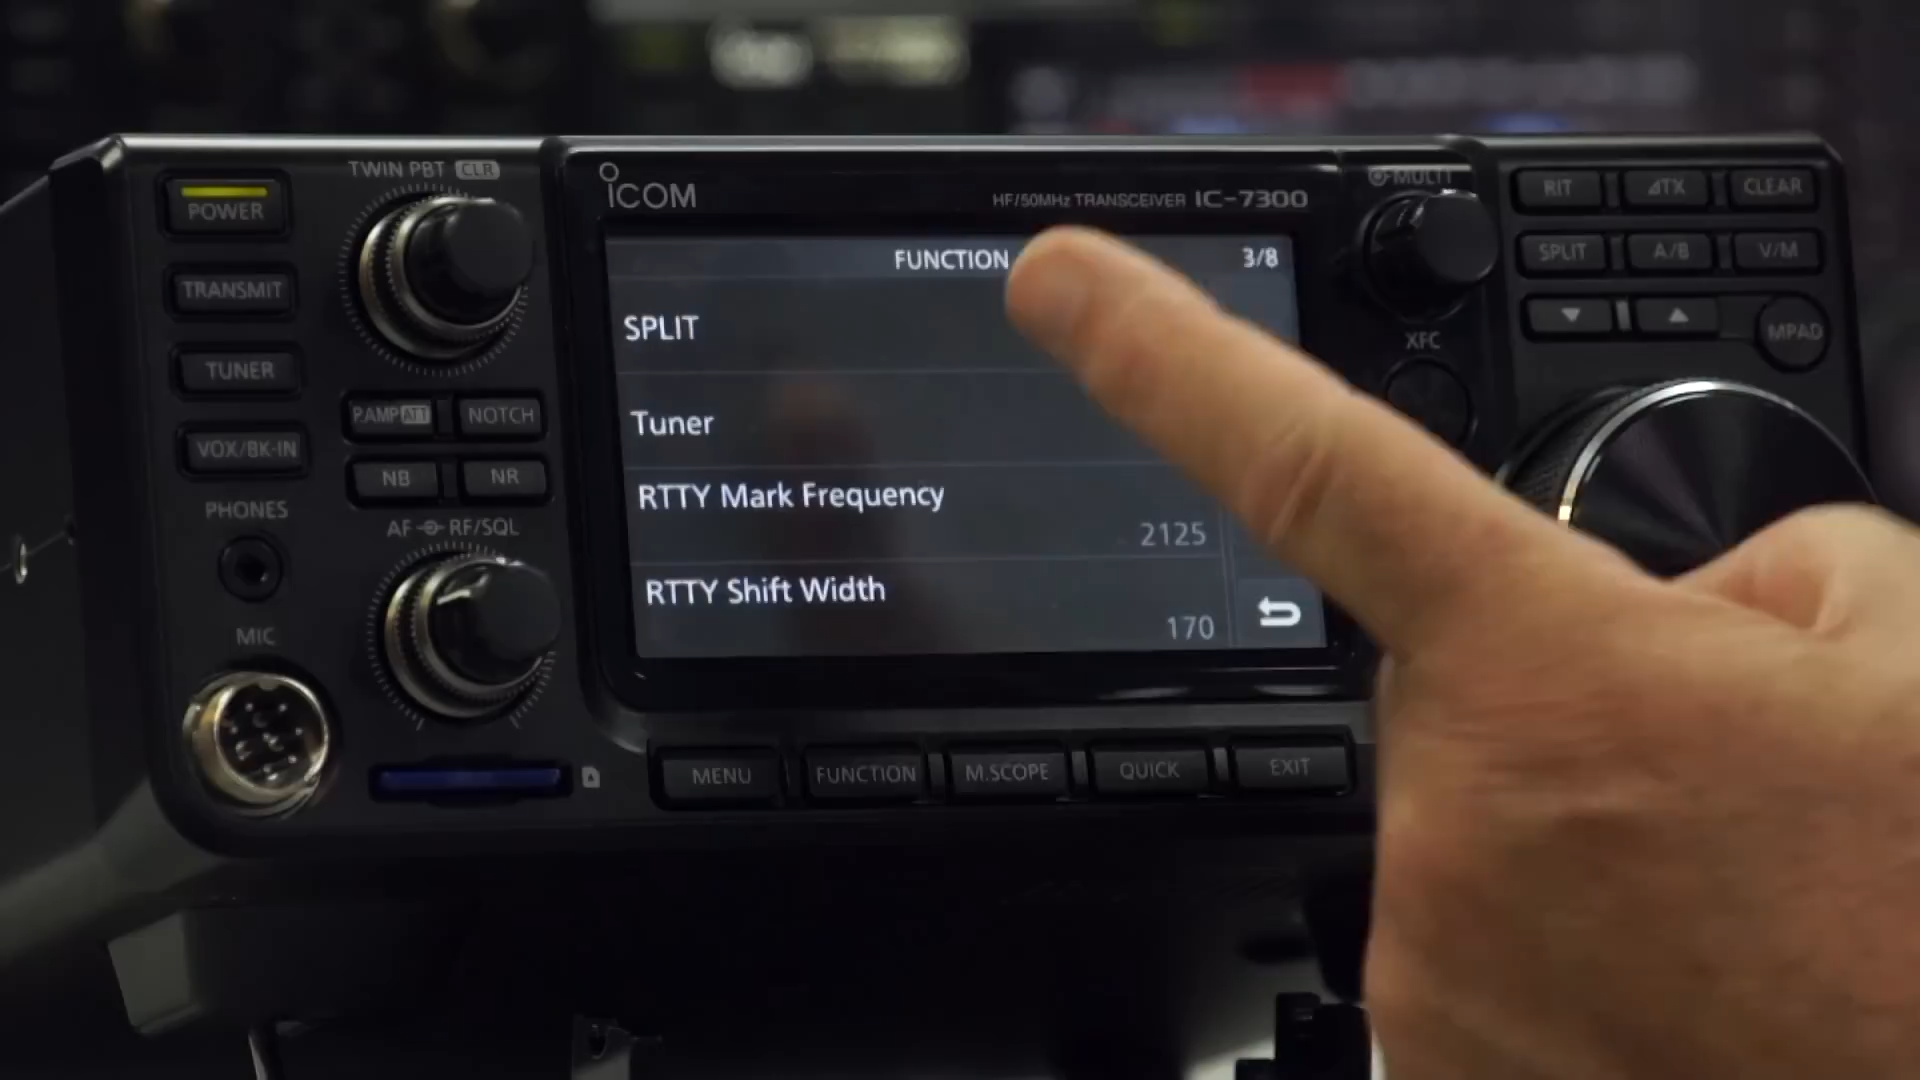 TWIN PBT CLR
POWER
TRANSMIT
TUNER
VOX/BK-IN
P.AMP ATT
NOTCH
NB
NR
PHONES
AF RF/SQL
MIC
ICOM
HF/50MHz TRANSCEIVER IC-7300
FUNCTION
3/8
SPLIT
Tuner
RTTY Mark Frequency
2125
RTTY Shift Width
170
MENU
FUNCTION
M.SCOPE
QUICK
EXIT
MULTI
XFC
RIT
⊿TX
CLEAR
SPLIT
A/B
V/M
MPAD